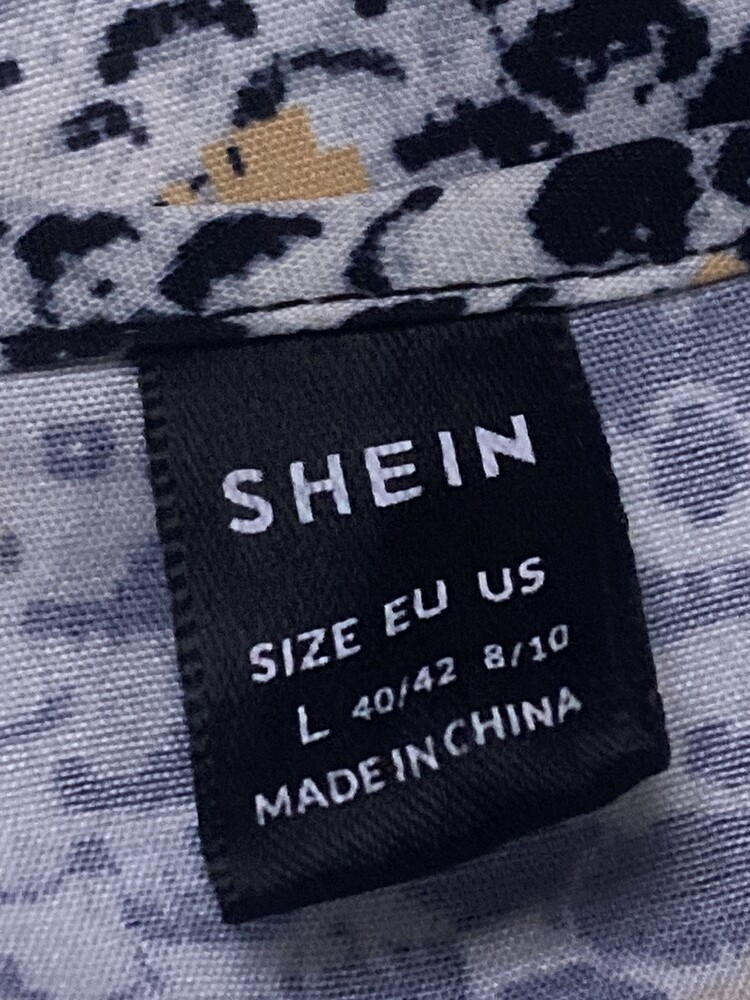 SHEIN
SIZE EU US
L 40/42 8/10
MADE IN CHINA